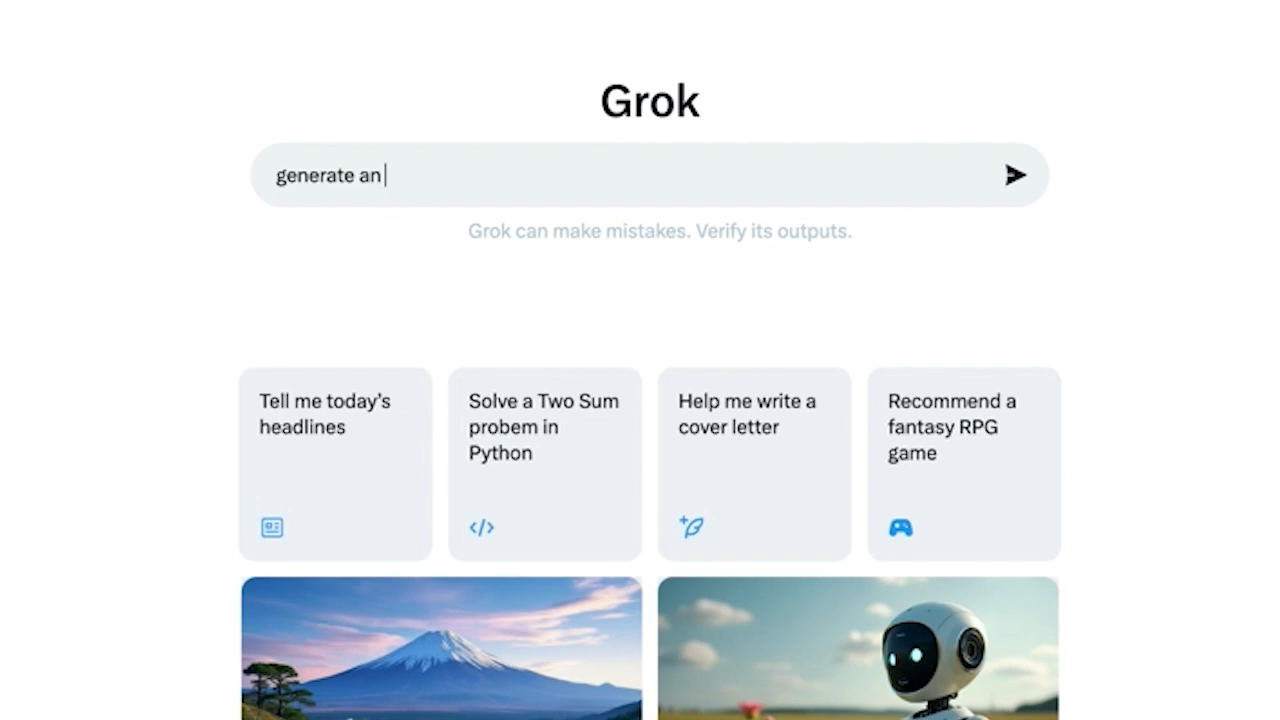 Grok
generate an
Grok can make mistakes. Verify its outputs.
Tell me today's
headlines
Solve a Two Sum
probem in
Python
Help me write a
cover letter
Recommend a
fantasy RPG
game